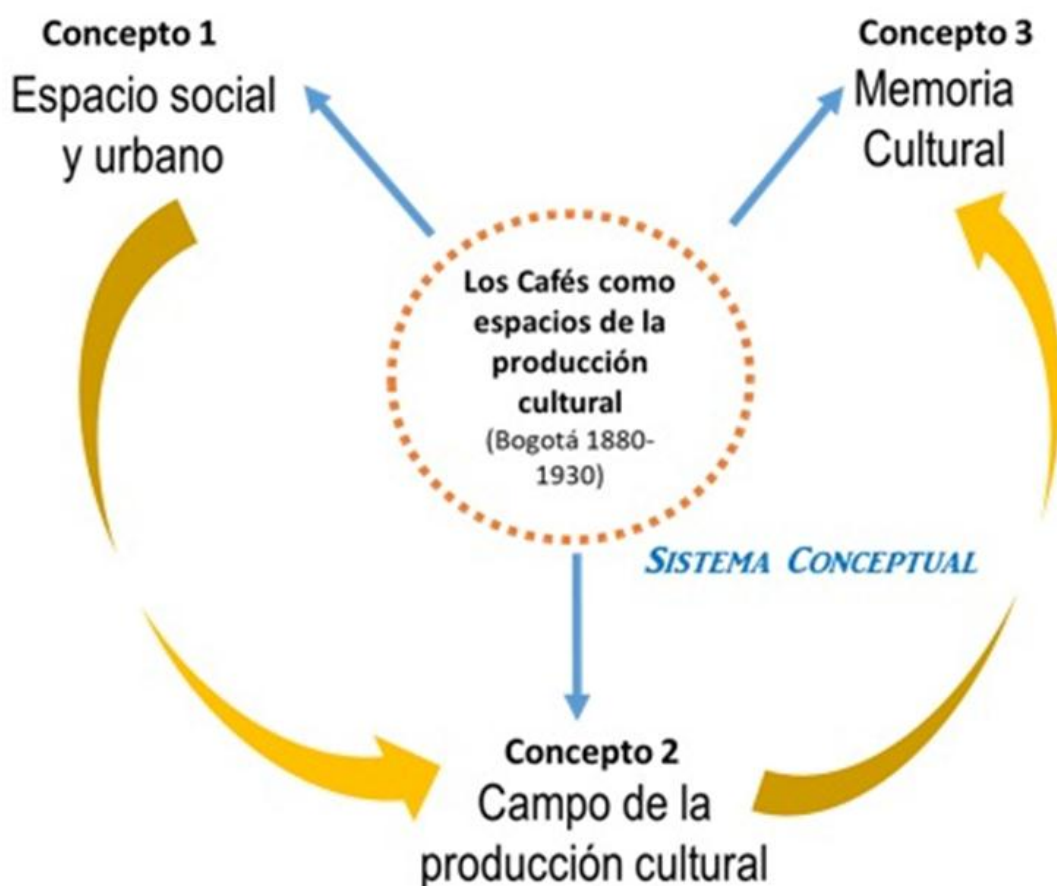 Concepto 1
Espacio social
y urbano
Concepto 3
Memoria
Cultural
Los Cafés como
espacios de la
producción
cultural
(Bogotá 1880-
1930)
SISTEMA CONCEPTUAL
Concepto 2
Campo de la
producción cultural